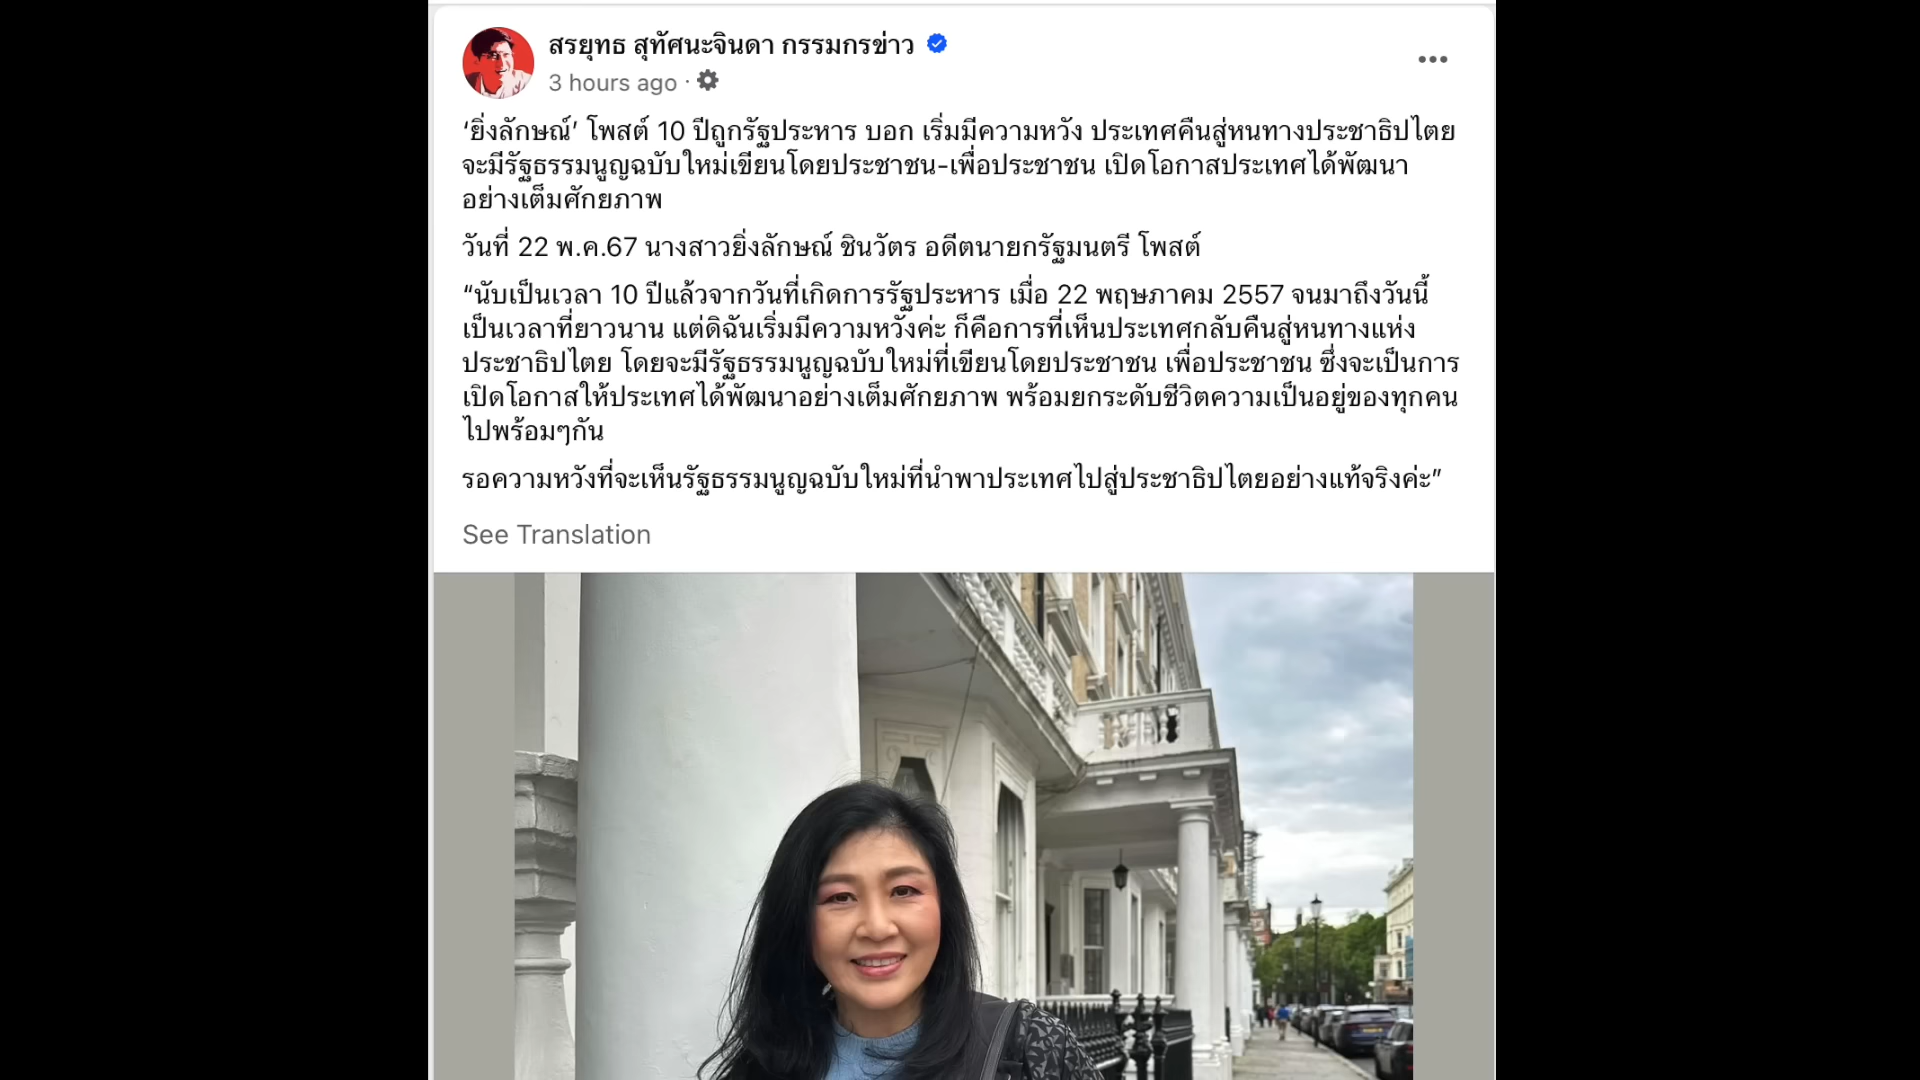 สรยุทธ สุทัศนะจินดา กรรมกรข่าว
3 hours ago ·
‘ยิ่งลักษณ์’ โพสต์ 10 ปีถูกรัฐประหาร บอก เริ่มมีความหวัง ประเทศคืนสู่หนทางประชาธิปไตย
จะมีรัฐธรรมนูญฉบับใหม่เขียนโดยประชาชน-เพื่อประชาชน เปิดโอกาสประเทศได้พัฒนา
อย่างเต็มศักยภาพ
วันที่ 22 พ.ค.67 นางสาวยิ่งลักษณ์ ชินวัตร อดีตนายกรัฐมนตรี โพสต์
“นับเป็นเวลา 10 ปีแล้วจากวันที่เกิดการรัฐประหาร เมื่อ 22 พฤษภาคม 2557 จนมาถึงวันนี้
เป็นเวลาที่ยาวนาน แต่ดิฉันเริ่มมีความหวังค่ะ ก็คือการที่เห็นประเทศกลับคืนสู่หนทางแห่ง
ประชาธิปไตย โดยจะมีรัฐธรรมนูญฉบับใหม่ที่เขียนโดยประชาชน เพื่อประชาชน ซึ่งจะเป็นการ
เปิดโอกาสให้ประเทศได้พัฒนาอย่างเต็มศักยภาพ พร้อมยกระดับชีวิตความเป็นอยู่ของทุกคน
ไปพร้อมๆกัน
รอความหวังที่จะเห็นรัฐธรรมนูญฉบับใหม่ที่นำพาประเทศไปสู่ประชาธิปไตยอย่างแท้จริงค่ะ”
See Translation